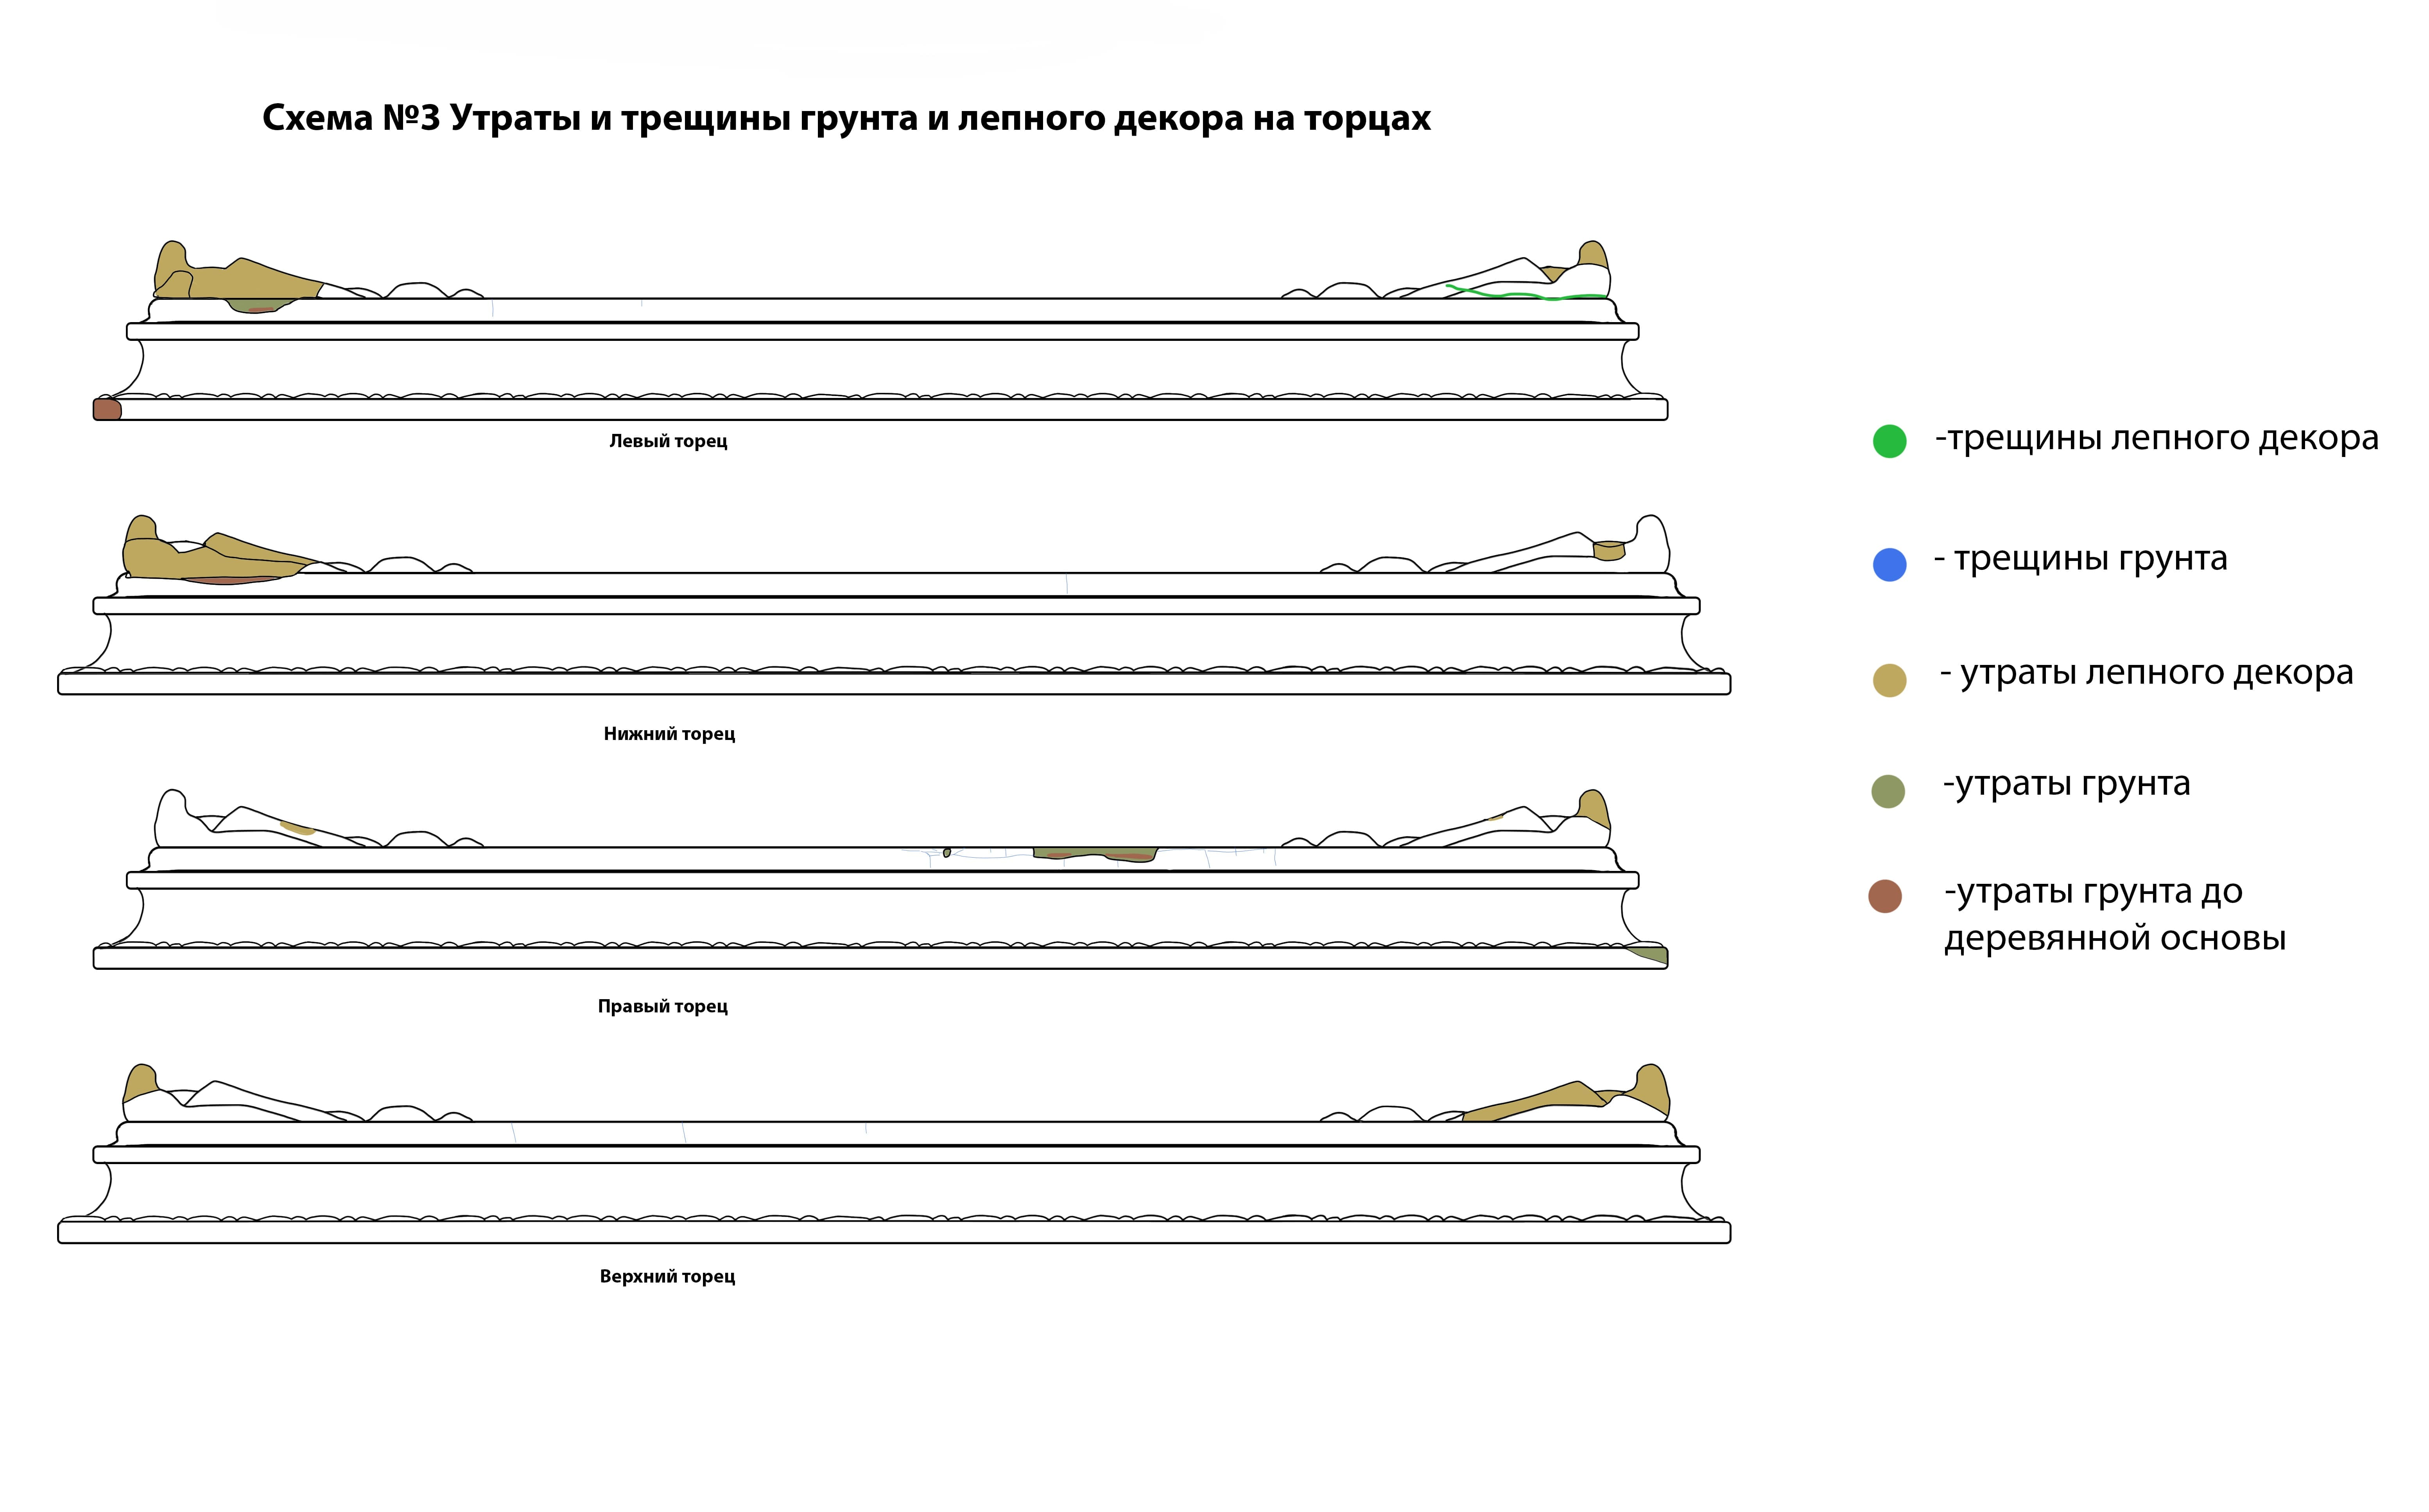 Схема №3 Утраты и трещины грунта и лепного декора на торцах
Левый торец
Нижний торец
Правый торец
Верхний торец
-трещины лепного декора
- трещины грунта
- утраты лепного декора
-утраты грунта
-утраты грунта до
деревянной основы